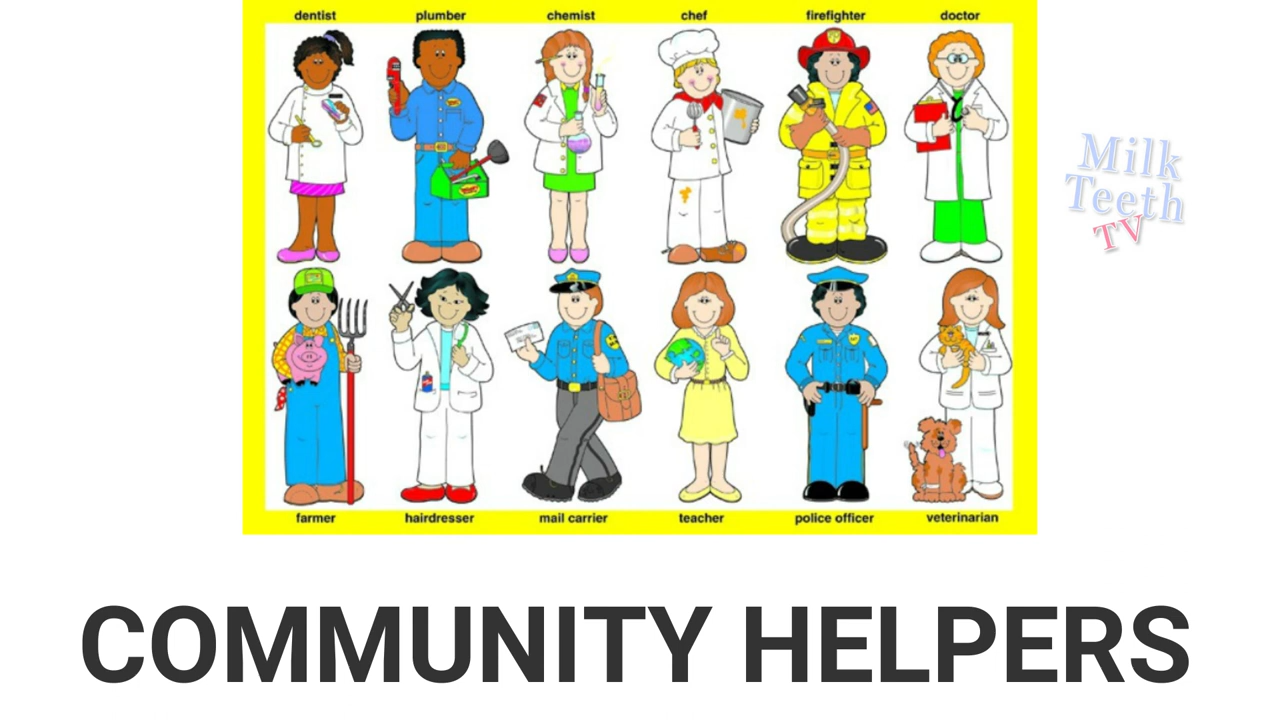 dentist plumber chemist chef firefighter doctor
Milk
Teeth
TV
farmer hairdresser mail carrier teacher police officer veterinarian
COMMUNITY HELPERS